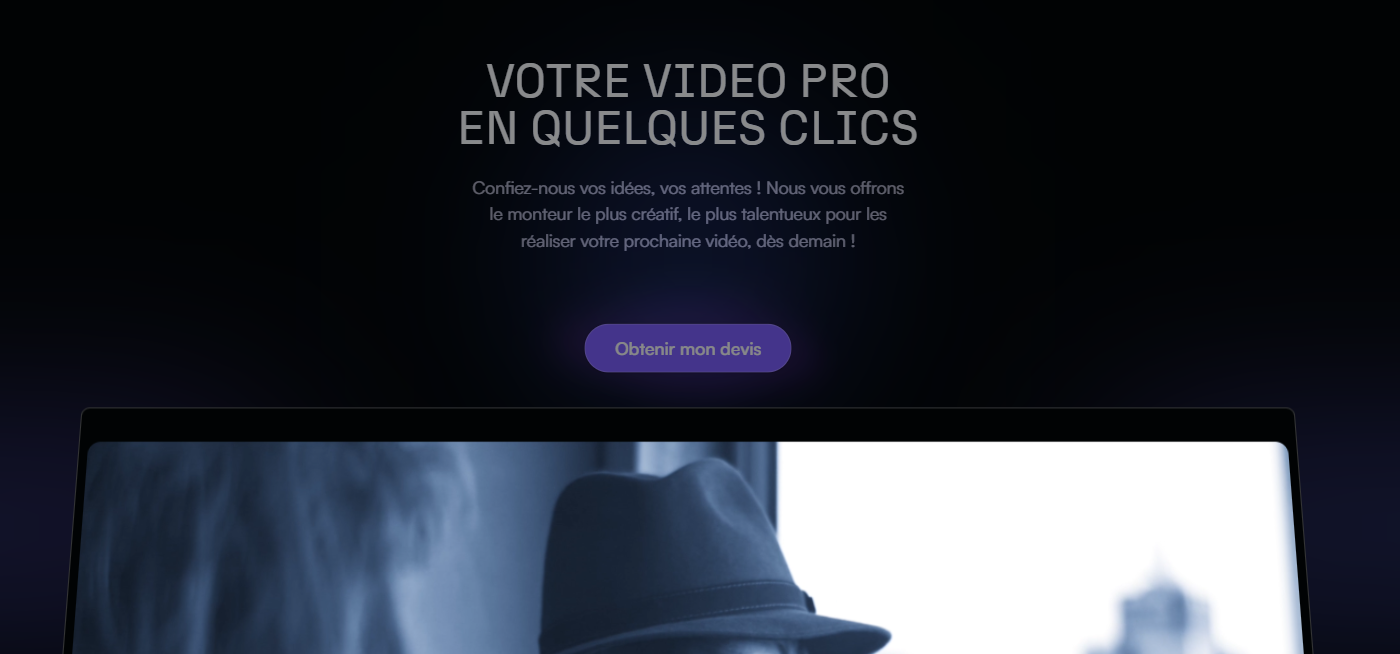 VOTRE VIDEO PRO
EN QUELQUES CLICS
Confiez-nous vos idées, vos attentes ! Nous vous offrons
le monteur le plus créatif, le plus talentueux pour les
réaliser votre prochaine vidéo, dès demain !
Obtenir mon devis